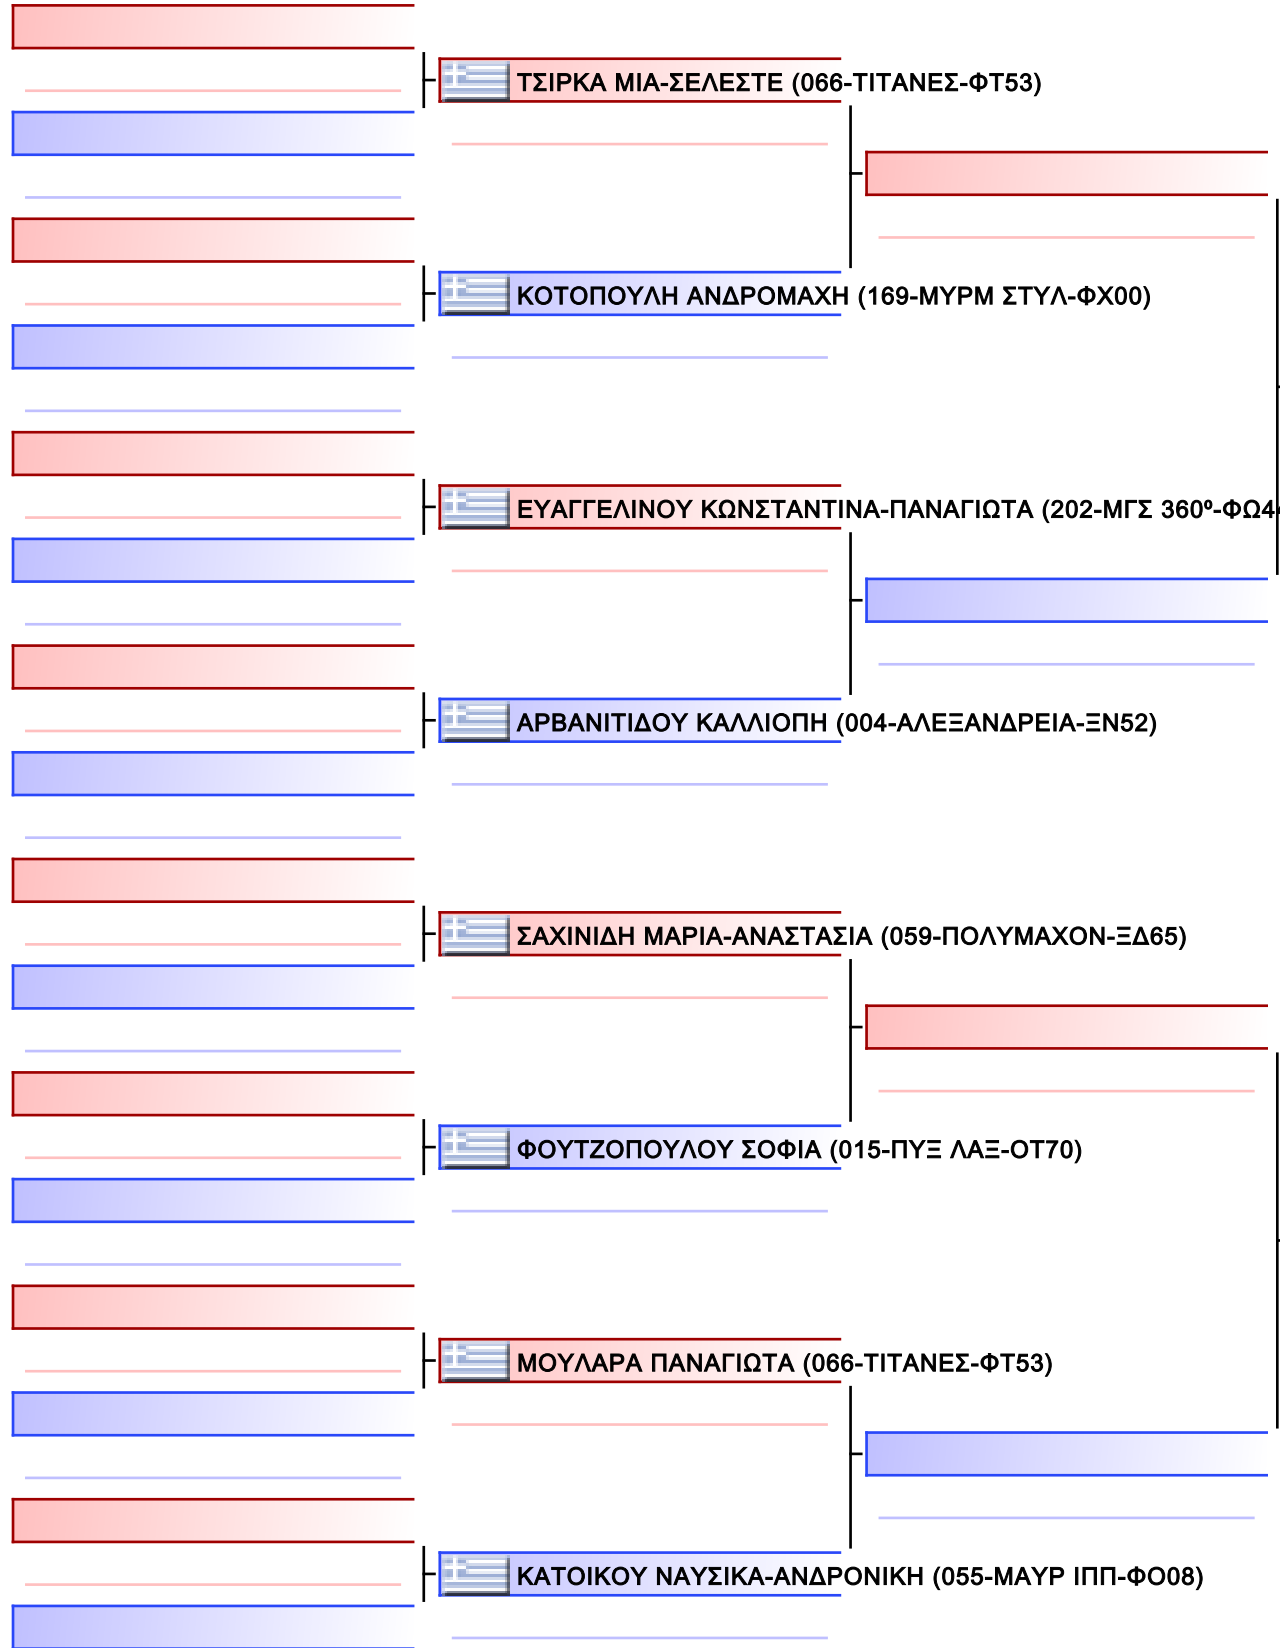 ΤΣΙΡΚΑ ΜΙΑ-ΣΕΛΕΣΤΕ (066-ΤΙΤΑΝΕΣ-ΦΤ53)
ΚΟΤΟΠΟΥΛΗ ΑΝΔΡΟΜΑΧΗ (169-ΜΥΡΜ ΣΤΥΛ-ΦΧ00)
ΕΥΑΓΓΕΛΙΝΟΥ ΚΩΝΣΤΑΝΤΙΝΑ-ΠΑΝΑΓΙΩΤΑ (202-ΜΓΣ 360º-ΦΩ44
ΑΡΒΑΝΙΤΙΔΟΥ ΚΑΛΛΙΟΠΗ (004-ΑΛΕΞΑΝΔΡΕΙΑ-ΞΝ52)
ΣΑΧΙΝΙΔΗ ΜΑΡΙΑ-ΑΝΑΣΤΑΣΙΑ (059-ΠΟΛΥΜΑΧΟΝ-ΞΔ65)
ΦΟΥΤΖΟΠΟΥΛΟΥ ΣΟΦΙΑ (015-ΠΥΞ ΛΑΞ-ΟΤ70)
ΜΟΥΛΑΡΑ ΠΑΝΑΓΙΩΤΑ (066-ΤΙΤΑΝΕΣ-ΦΤ53)
ΚΑΤΟΙΚΟΥ ΝΑΥΣΙΚΑ-ΑΝΔΡΟΝΙΚΗ (055-ΜΑΥΡ ΙΠΠ-ΦΟ08)